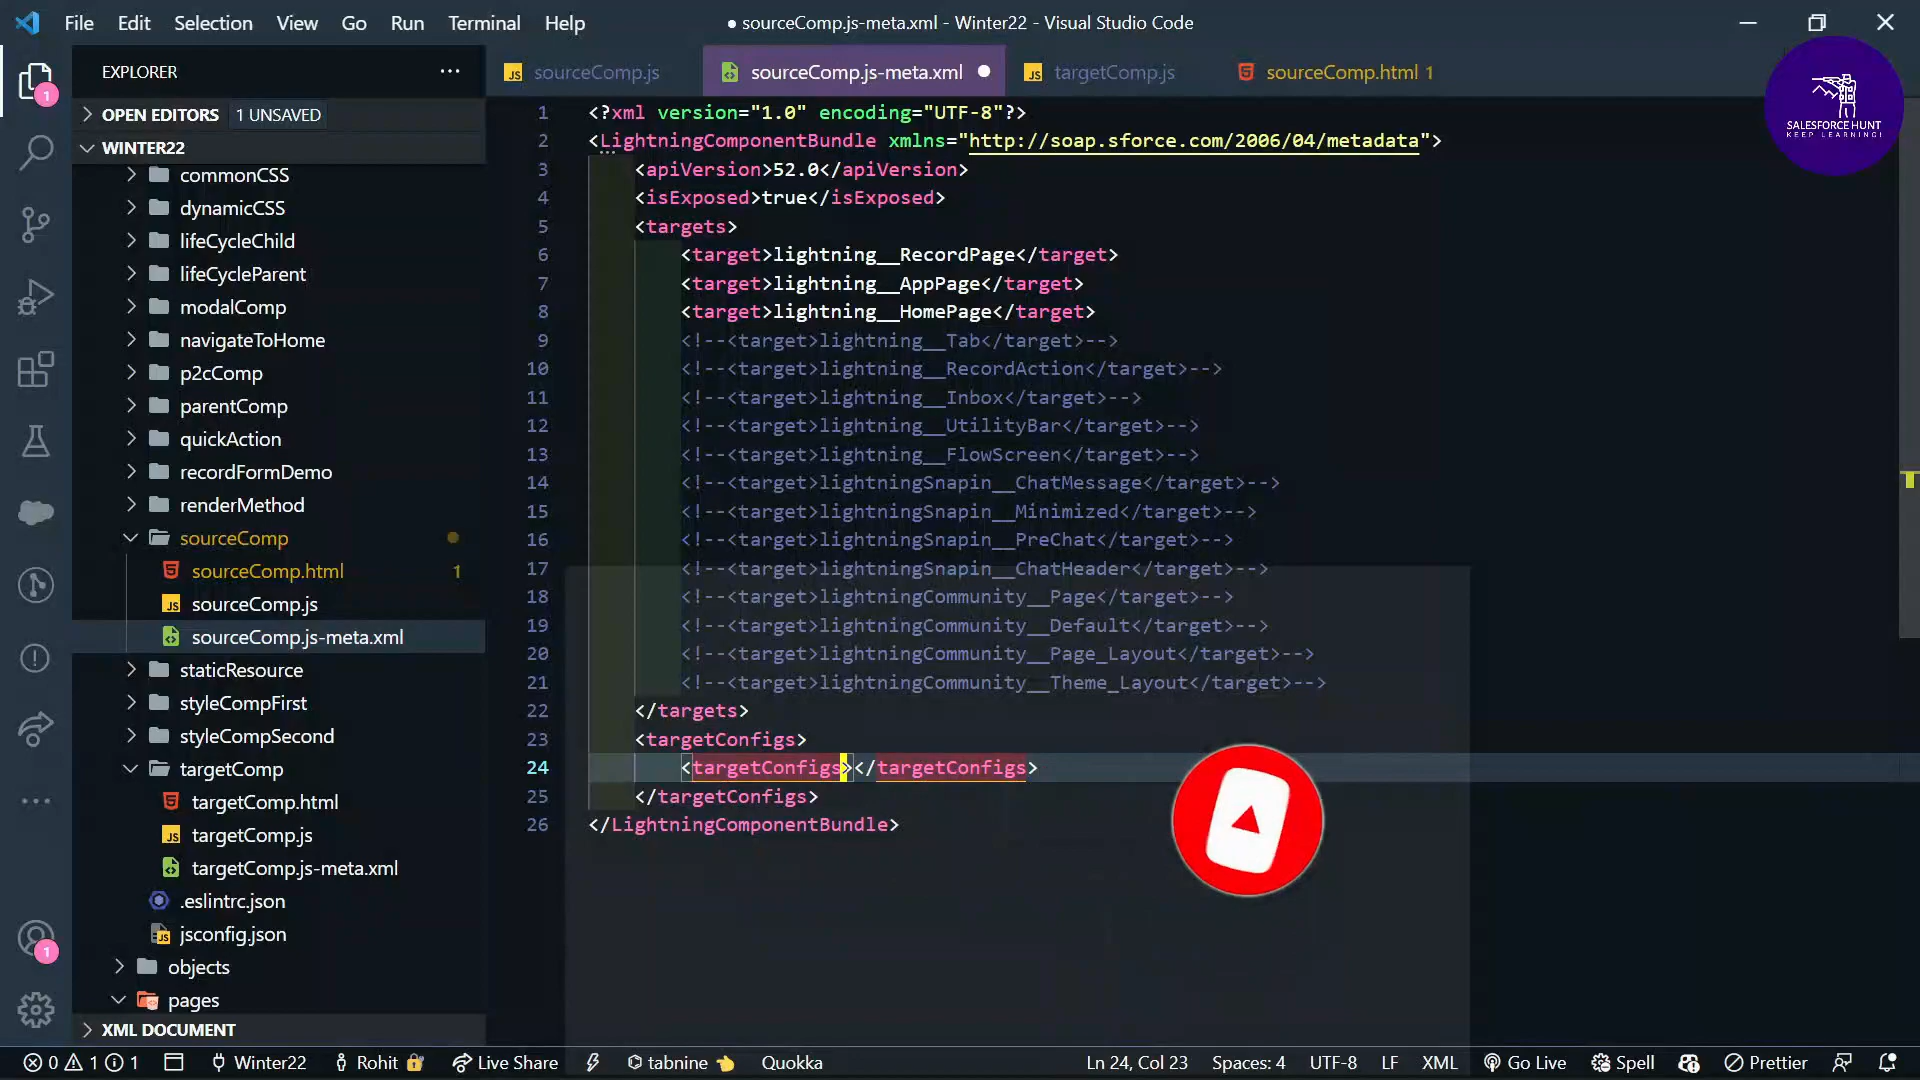 File Edit Selection View Go Run Terminal Help
● sourceComp.js-meta.xml - Winter22 - Visual Studio Code
EXPLORER
OPEN EDITORS 1 UNSAVED
WINTER22
commonCSS
dynamicCSS
lifeCycleChild
lifeCycleParent
modalComp
navigateToHome
p2cComp
parentComp
quickAction
recordFormDemo
renderMethod
sourceComp
sourceComp.html 1
sourceComp.js
sourceComp.js-meta.xml
staticResource
styleCompFirst
styleCompSecond
targetComp
targetComp.html
targetComp.js
targetComp.js-meta.xml
.eslintrc.json
jsconfig.json
objects
pages
XML DOCUMENT
1
1
sourceComp.js sourceComp.js-meta.xml targetComp.js sourceComp.html 1
SALESFORCE HUNT
KEEP LEARNING!
1 <?xml version="1.0" encoding="UTF-8"?>
2 <LightningComponentBundle xmlns="http://soap.sforce.com/2006/04/metadata">
3 <apiVersion>52.0</apiVersion>
4 <isExposed>true</isExposed>
5 <targets>
6 <target>lightning__RecordPage</target>
7 <target>lightning__AppPage</target>
8 <target>lightning__HomePage</target>
9 <!--<target>lightning__Tab</target>-->
10 <!--<target>lightning__RecordAction</target>-->
11 <!--<target>lightning__Inbox</target>-->
12 <!--<target>lightning__UtilityBar</target>-->
13 <!--<target>lightning__FlowScreen</target>-->
14 <!--<target>lightningSnapin__ChatMessage</target>-->
15 <!--<target>lightningSnapin__Minimized</target>-->
16 <!--<target>lightningSnapin__PreChat</target>-->
17 <!--<target>lightningSnapin__ChatHeader</target>-->
18 <!--<target>lightningCommunity__Page</target>-->
19 <!--<target>lightningCommunity__Default</target>-->
20 <!--<target>lightningCommunity__Page_Layout</target>-->
21 <!--<target>lightningCommunity__Theme_Layout</target>-->
22 </targets>
23 <targetConfigs>
24 <targetConfigs></targetConfigs>
25 </targetConfigs>
26 </LightningComponentBundle>
0 1 1 Winter22 Rohit Live Share tabnine Quokka Ln 24, Col 23 Spaces: 4 UTF-8 LF XML Go Live Spell Prettier